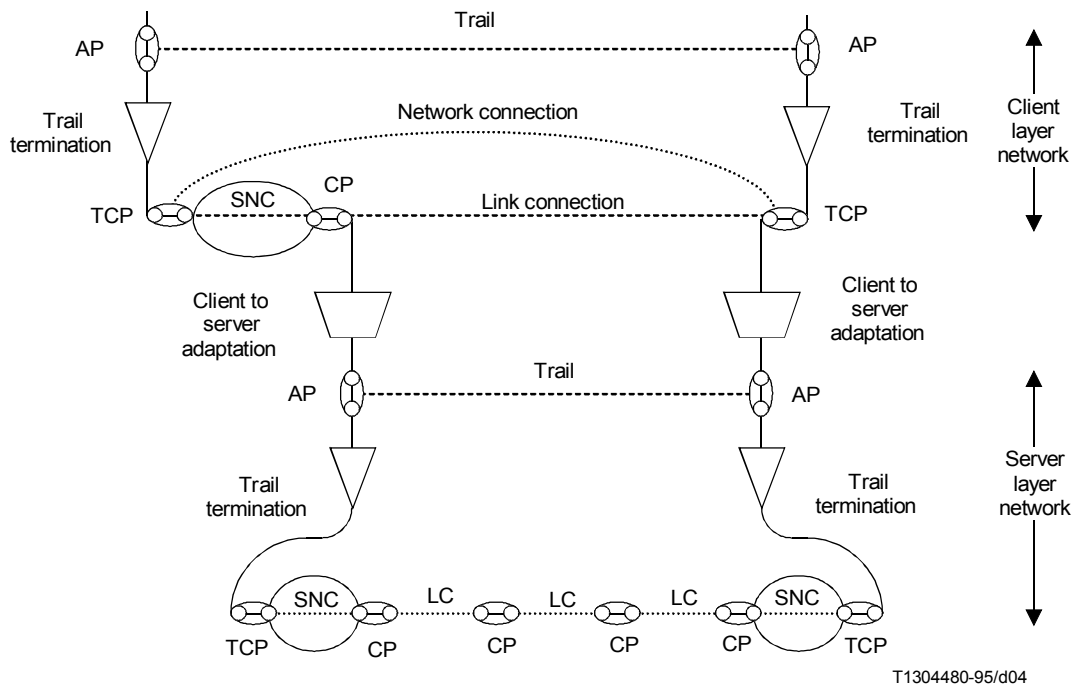 Trail
AP
AP
Trail
termination
Network connection
Trail
termination
Client
layer
network
CP
SNC
TCP
Link connection
TCP
Client to
server
adaptation
Client to
server
adaptation
Trail
AP
AP
Trail
termination
Trail
termination
Server
layer
network
SNC
LC
LC
LC
SNC
TCP
CP
CP
CP
CP
TCP
T1304480-95/d04